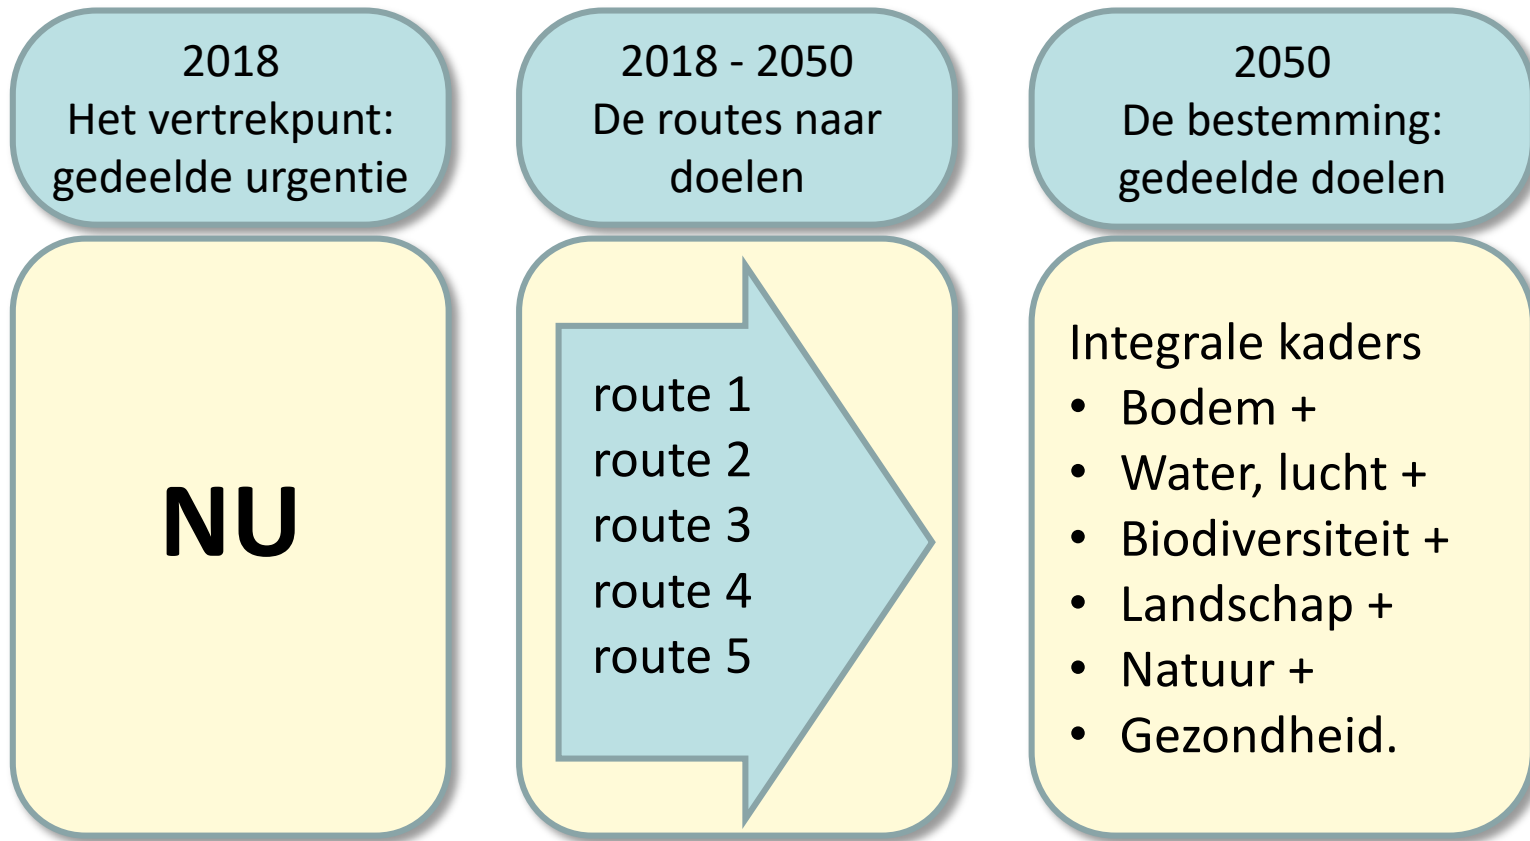 2018
Het vertrekpunt:
gedeelde urgentie
NU
2018 - 2050
De routes naar
doelen
route 1
route 2
route 3
route 4
route 5
2050
De bestemming:
gedeelde doelen
Integrale kaders
• Bodem +
• Water, lucht +
• Biodiversiteit +
• Landschap +
• Natuur +
• Gezondheid.